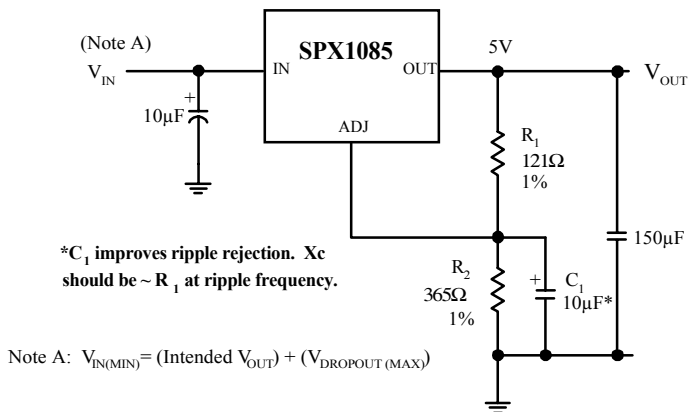 (Note A)
V_IN
SPX1085
IN
OUT
ADJ
5V
V_OUT
+
10µF
R_1
121Ω
1%
*C_1 improves ripple rejection. Xc
should be ~ R_1 at ripple frequency.
R_2
365Ω
1%
+
C_1
10µF*
150µF
Note A: V_IN(MIN)= (Intended V_OUT) + (V_DROPOUT (MAX))